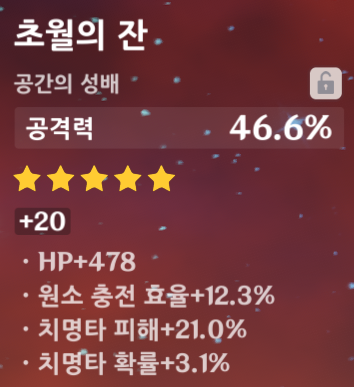 초월의 잔
공간의 성배
공격력 46.6%
+20
· HP+478
· 원소 충전 효율+12.3%
· 치명타 피해+21.0%
· 치명타 확률+3.1%